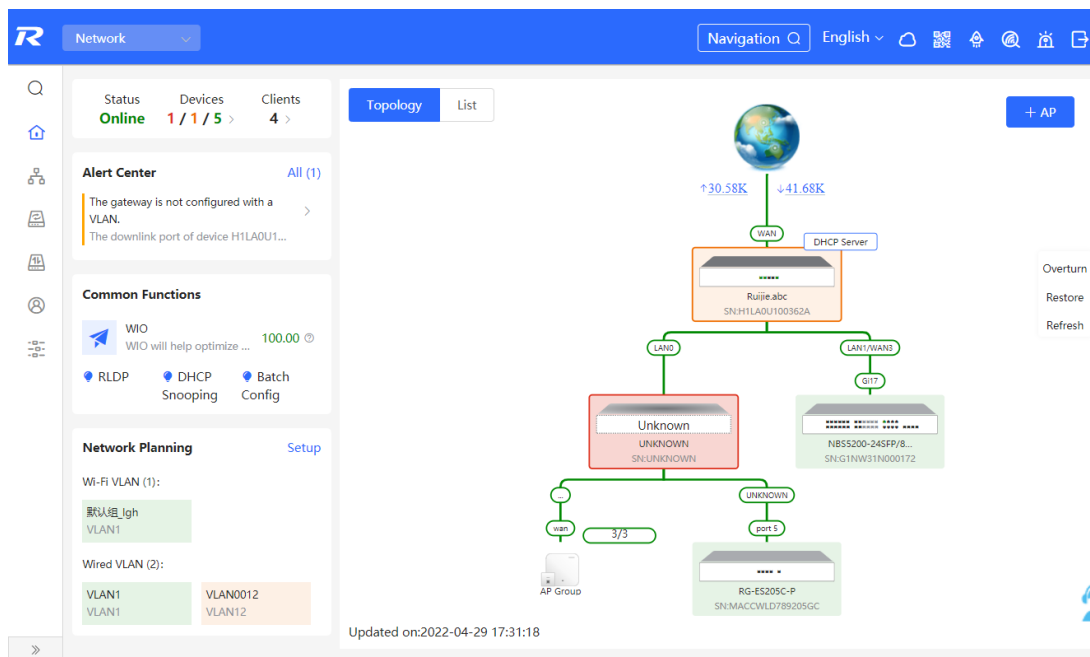 Network
Navigation
English
Status Devices Clients
Online 1 / 1 / 5 > 4 >
Alert Center All (1)
The gateway is not configured with a
VLAN.
The downlink port of device H1LA0U1...
Common Functions
WIO
WIO will help optimize ... 100.00
RLDP DHCP Batch
Snooping Config
Network Planning Setup
Wi-Fi VLAN (1):
默认组_lgh
VLAN1
Wired VLAN (2):
VLAN1 VLAN0012
VLAN1 VLAN12
Topology List
+ AP
↑30.58K ↓41.68K
WAN
DHCP Server
Ruijie.abc
SN:H1LA0U100362A
Overturn
Restore
Refresh
LAN0 LAN1/WAN3
Gi17
Unknown
UNKNOWN
SN:UNKNOWN
NBS5200-24SFP/8...
SN:G1NW31N000172
... UNKNOWN
wan 3/3 port 5
AP Group
RG-ES205C-P
SN:MACCWLD789205GC
Updated on:2022-04-29 17:31:18